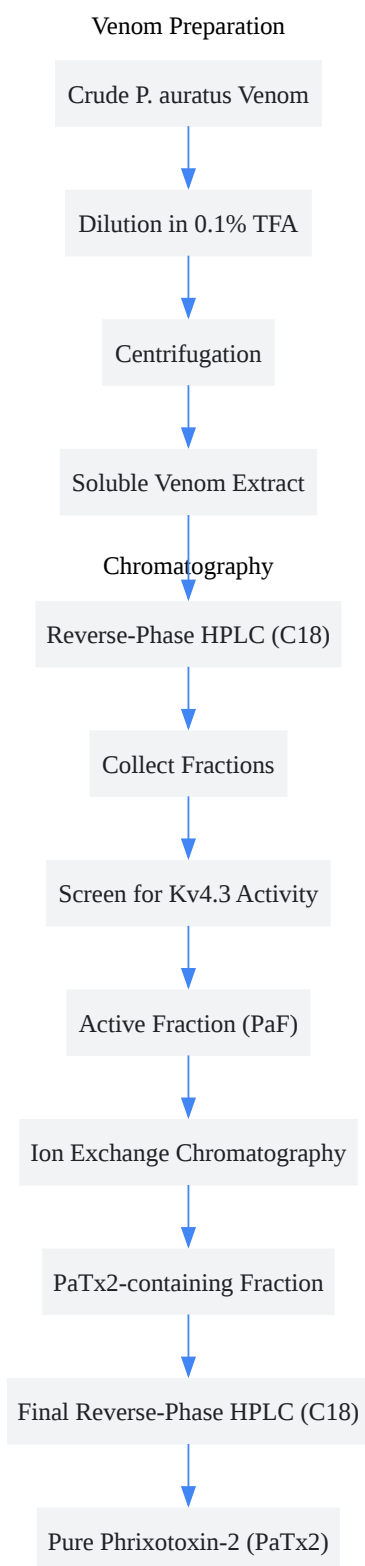 Venom Preparation
Crude P. auratus Venom
Dilution in 0.1% TFA
Centrifugation
Soluble Venom Extract
Chromatography
Reverse-Phase HPLC (C18)
Collect Fractions
Screen for Kv4.3 Activity
Active Fraction (PaF)
Ion Exchange Chromatography
PaTx2-containing Fraction
Final Reverse-Phase HPLC (C18)
Pure Phrixotoxin-2 (PaTx2)